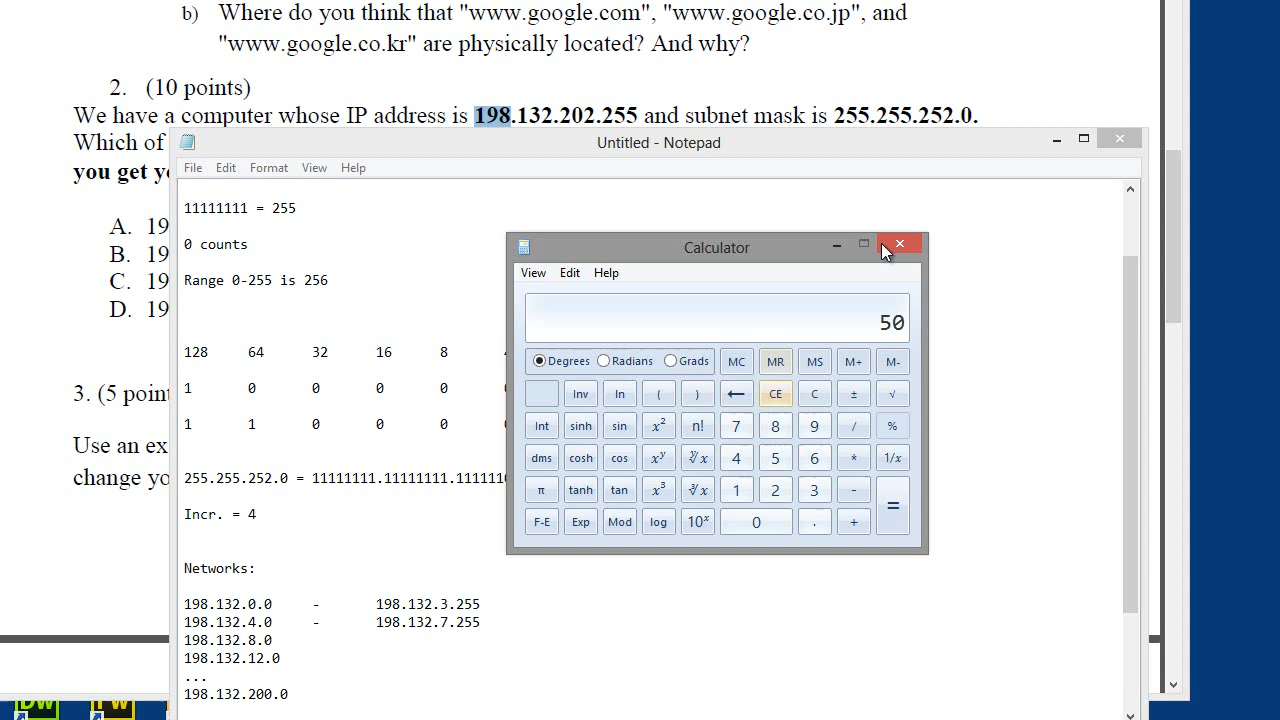 b) Where do you think that "www.google.com", "www.google.co.jp", and
"www.google.co.kr" are physically located? And why?
2. (10 points)
We have a computer whose IP address is 198.132.202.255 and subnet mask is 255.255.252.0.
Which of
you get
A. 19
B. 19
C. 19
D. 19
3. (5 point
Use an ex
change yo
Untitled - Notepad
File Edit Format View Help
11111111 = 255
0 counts
Range 0-255 is 256
128 64 32 16 8
1 0 0 0 0
1 1 0 0 0
255.255.252.0 = 11111111.11111111.1111110
Incr. = 4
Networks:
198.132.0.0 - 198.132.3.255
198.132.4.0 - 198.132.7.255
198.132.8.0
198.132.12.0
...
198.132.200.0
Calculator
View Edit Help
50
Degrees Radians Grads MC MR MS M+ M-
Inv ln ( ) ← CE C ± √
Int sinh sin x² n! 7 8 9 / %
dms cosh cos xʸ ʸ√x 4 5 6 * 1/x
π tanh tan x³ ³√x 1 2 3 - =
F-E Exp Mod log 10ˣ 0 . +
DW FW